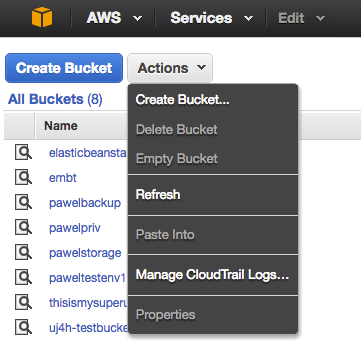 AWS Services Edit
Create Bucket Actions
All Buckets (8)
Name
Create Bucket...
Delete Bucket
Empty Bucket
Refresh
Paste Into
Manage CloudTrail Logs...
Properties
elasticbeansta
embt
pawelbackup
pawelpriv
pawelstorage
paweltestenv1
thisismysuperu
uj4h-testbucke